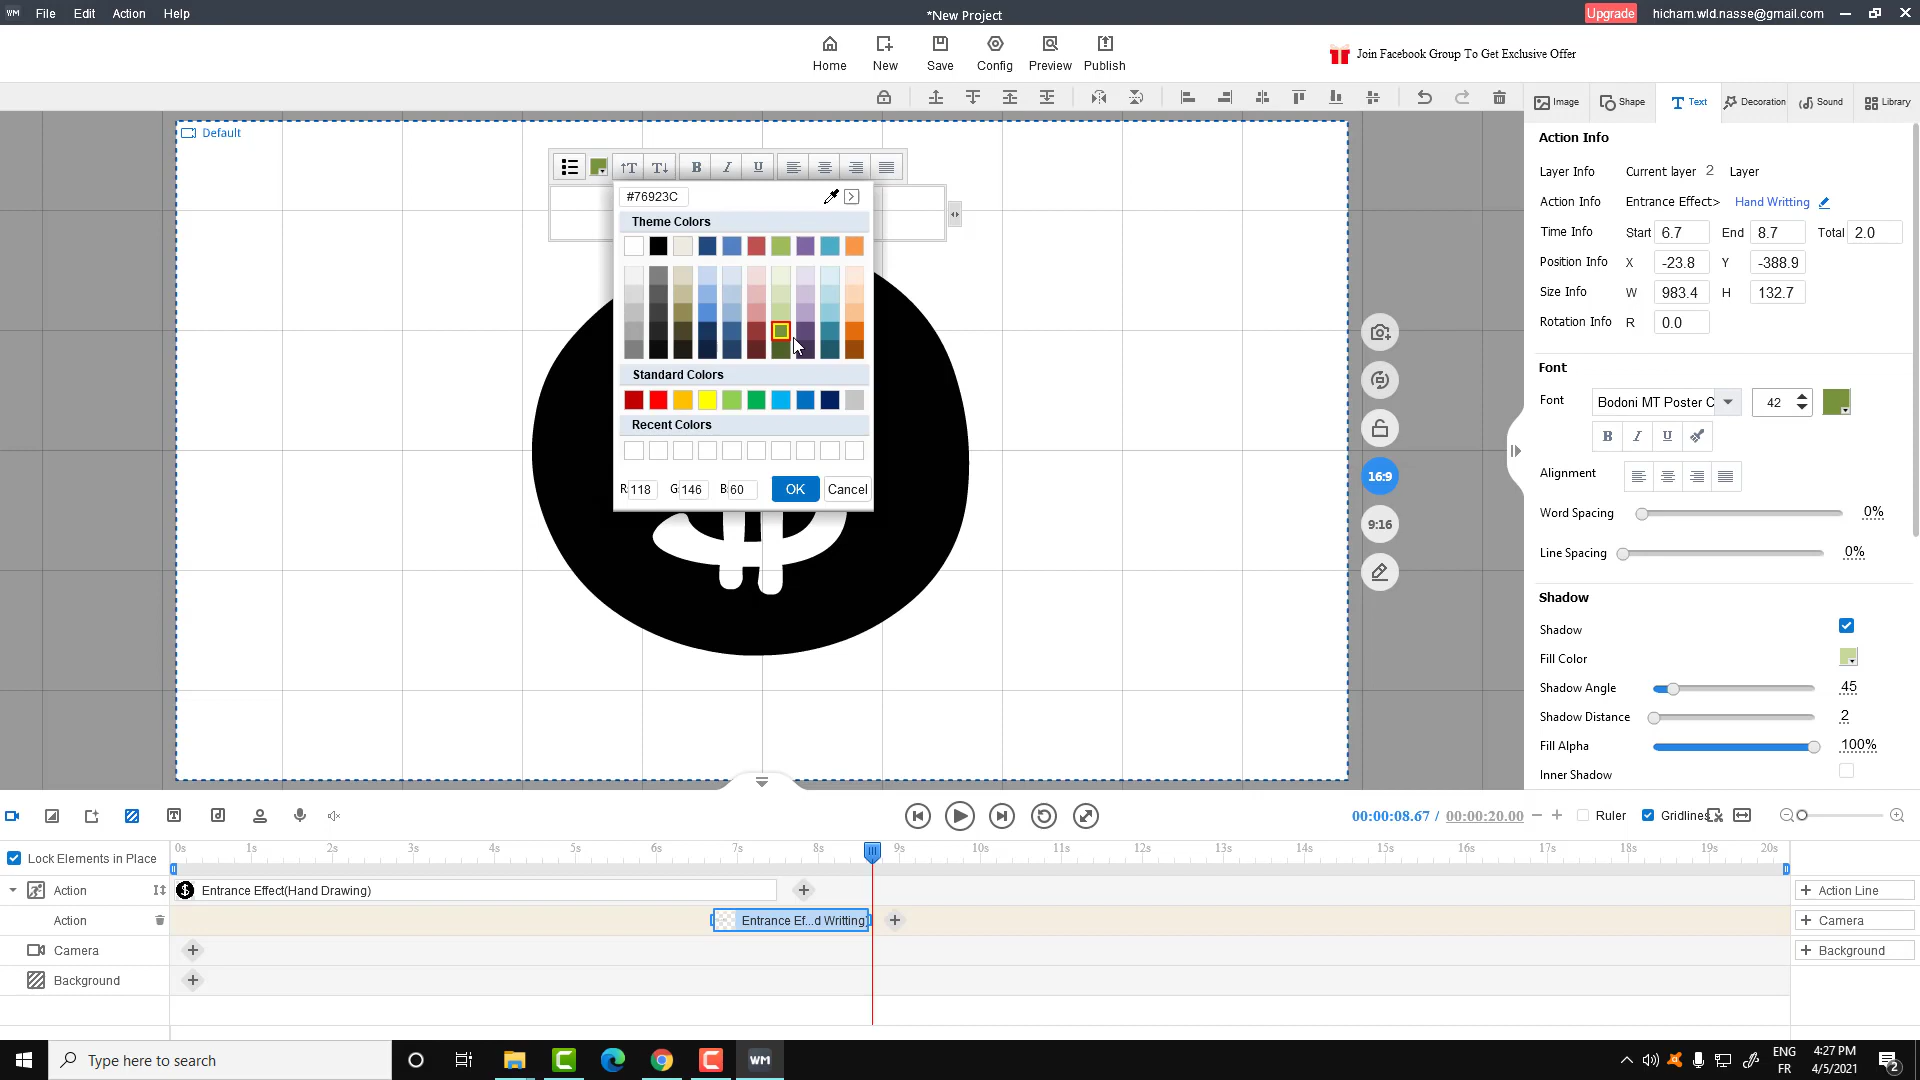 WM File Edit Action Help
*New Project
Upgrade hicham.wld.nasse@gmail.com
Home New Save Config Preview Publish
Join Facebook Group To Get Exclusive Offer
Image Shape Text Decoration Sound Library
Default
#76923C
Theme Colors
Standard Colors
Recent Colors
R: 118 G: 146 B: 60 OK Cancel
16:9
9:16
Action Info
Layer Info Current layer 2 Layer
Action Info Entrance Effect> Hand Writting
Time Info Start 6.7 End 8.7 Total 2.0
Position Info X -23.8 Y -388.9
Size Info W 983.4 H 132.7
Rotation Info R 0.0
Font
Font Bodoni MT Poster C 42
B I U
Alignment
Word Spacing 0%
Line Spacing 0%
Shadow
Shadow
Fill Color
Shadow Angle 45
Shadow Distance 2
Fill Alpha 100%
Inner Shadow
00:00:08.67 / 00:00:20.00 Ruler Gridlines
Lock Elements in Place 0s 1s 2s 3s 4s 5s 6s 7s 8s 9s 10s 11s 12s 13s 14s 15s 16s 17s 18s 19s 20s
Action Entrance Effect(Hand Drawing) + Action Line
Action Entrance Ef...d Writting) + Camera
Camera + Background
Background
Type here to search
WM
ENG 4:27 PM
FR 4/5/2021
2